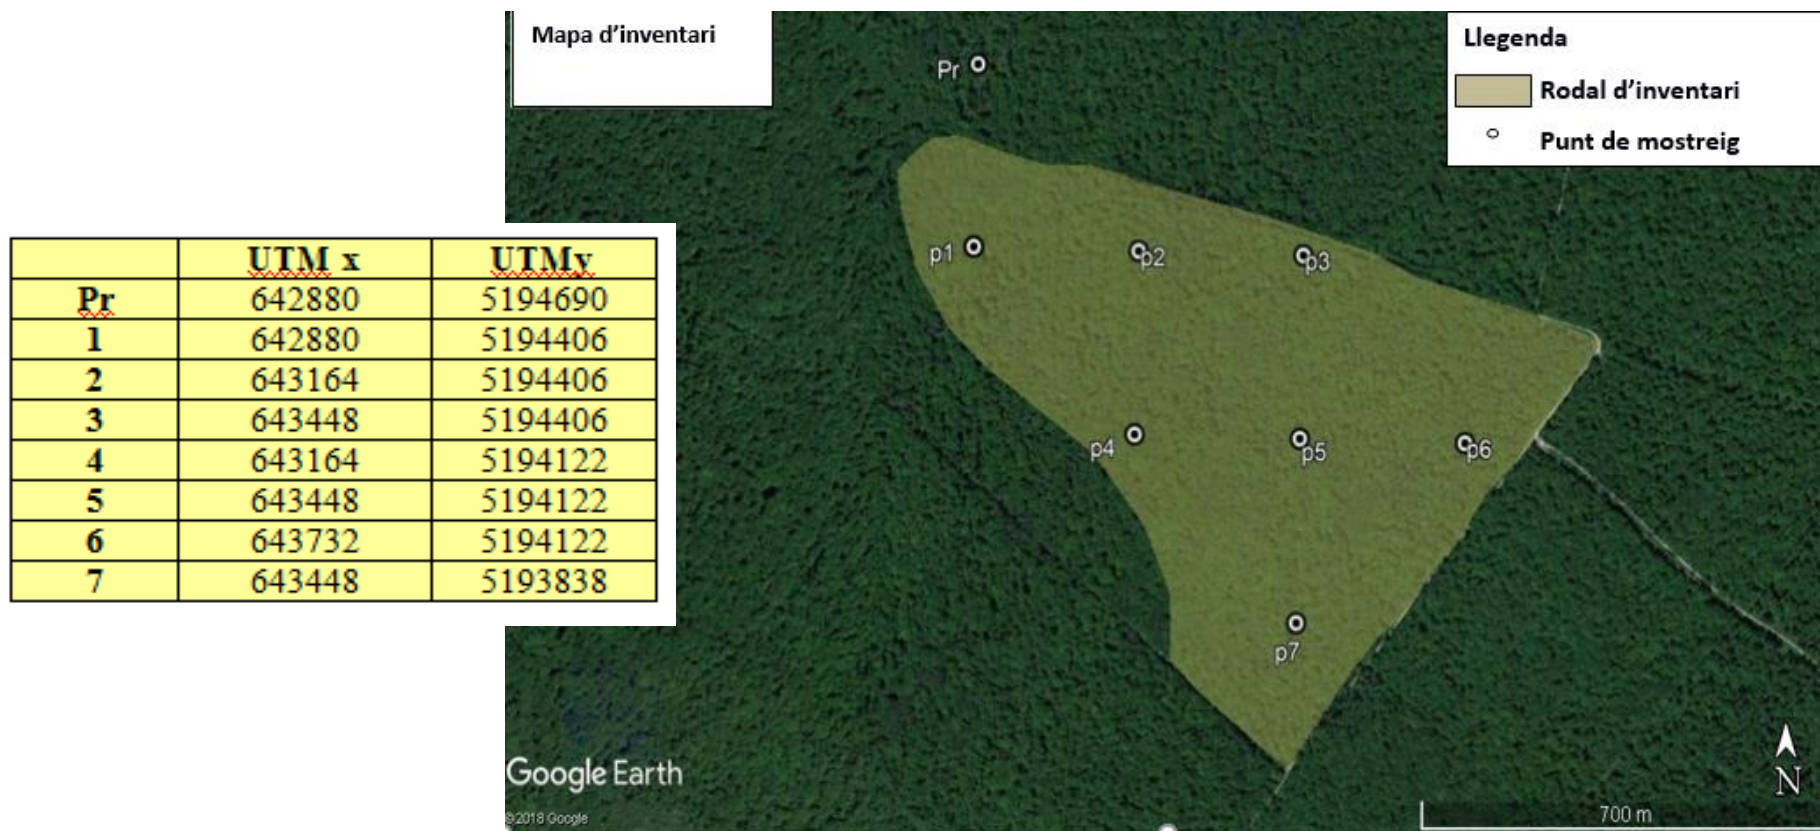 Mapa d’inventari
Llegenda
Rodal d’inventari
Punt de mostreig
Pr
p1
p2
p3
p4
p5
p6
p7
UTM x UTMy
Pr 642880 5194690
1 642880 5194406
2 643164 5194406
3 643448 5194406
4 643164 5194122
5 643448 5194122
6 643732 5194122
7 643448 5193838
Google Earth
©2018 Google
N
700 m